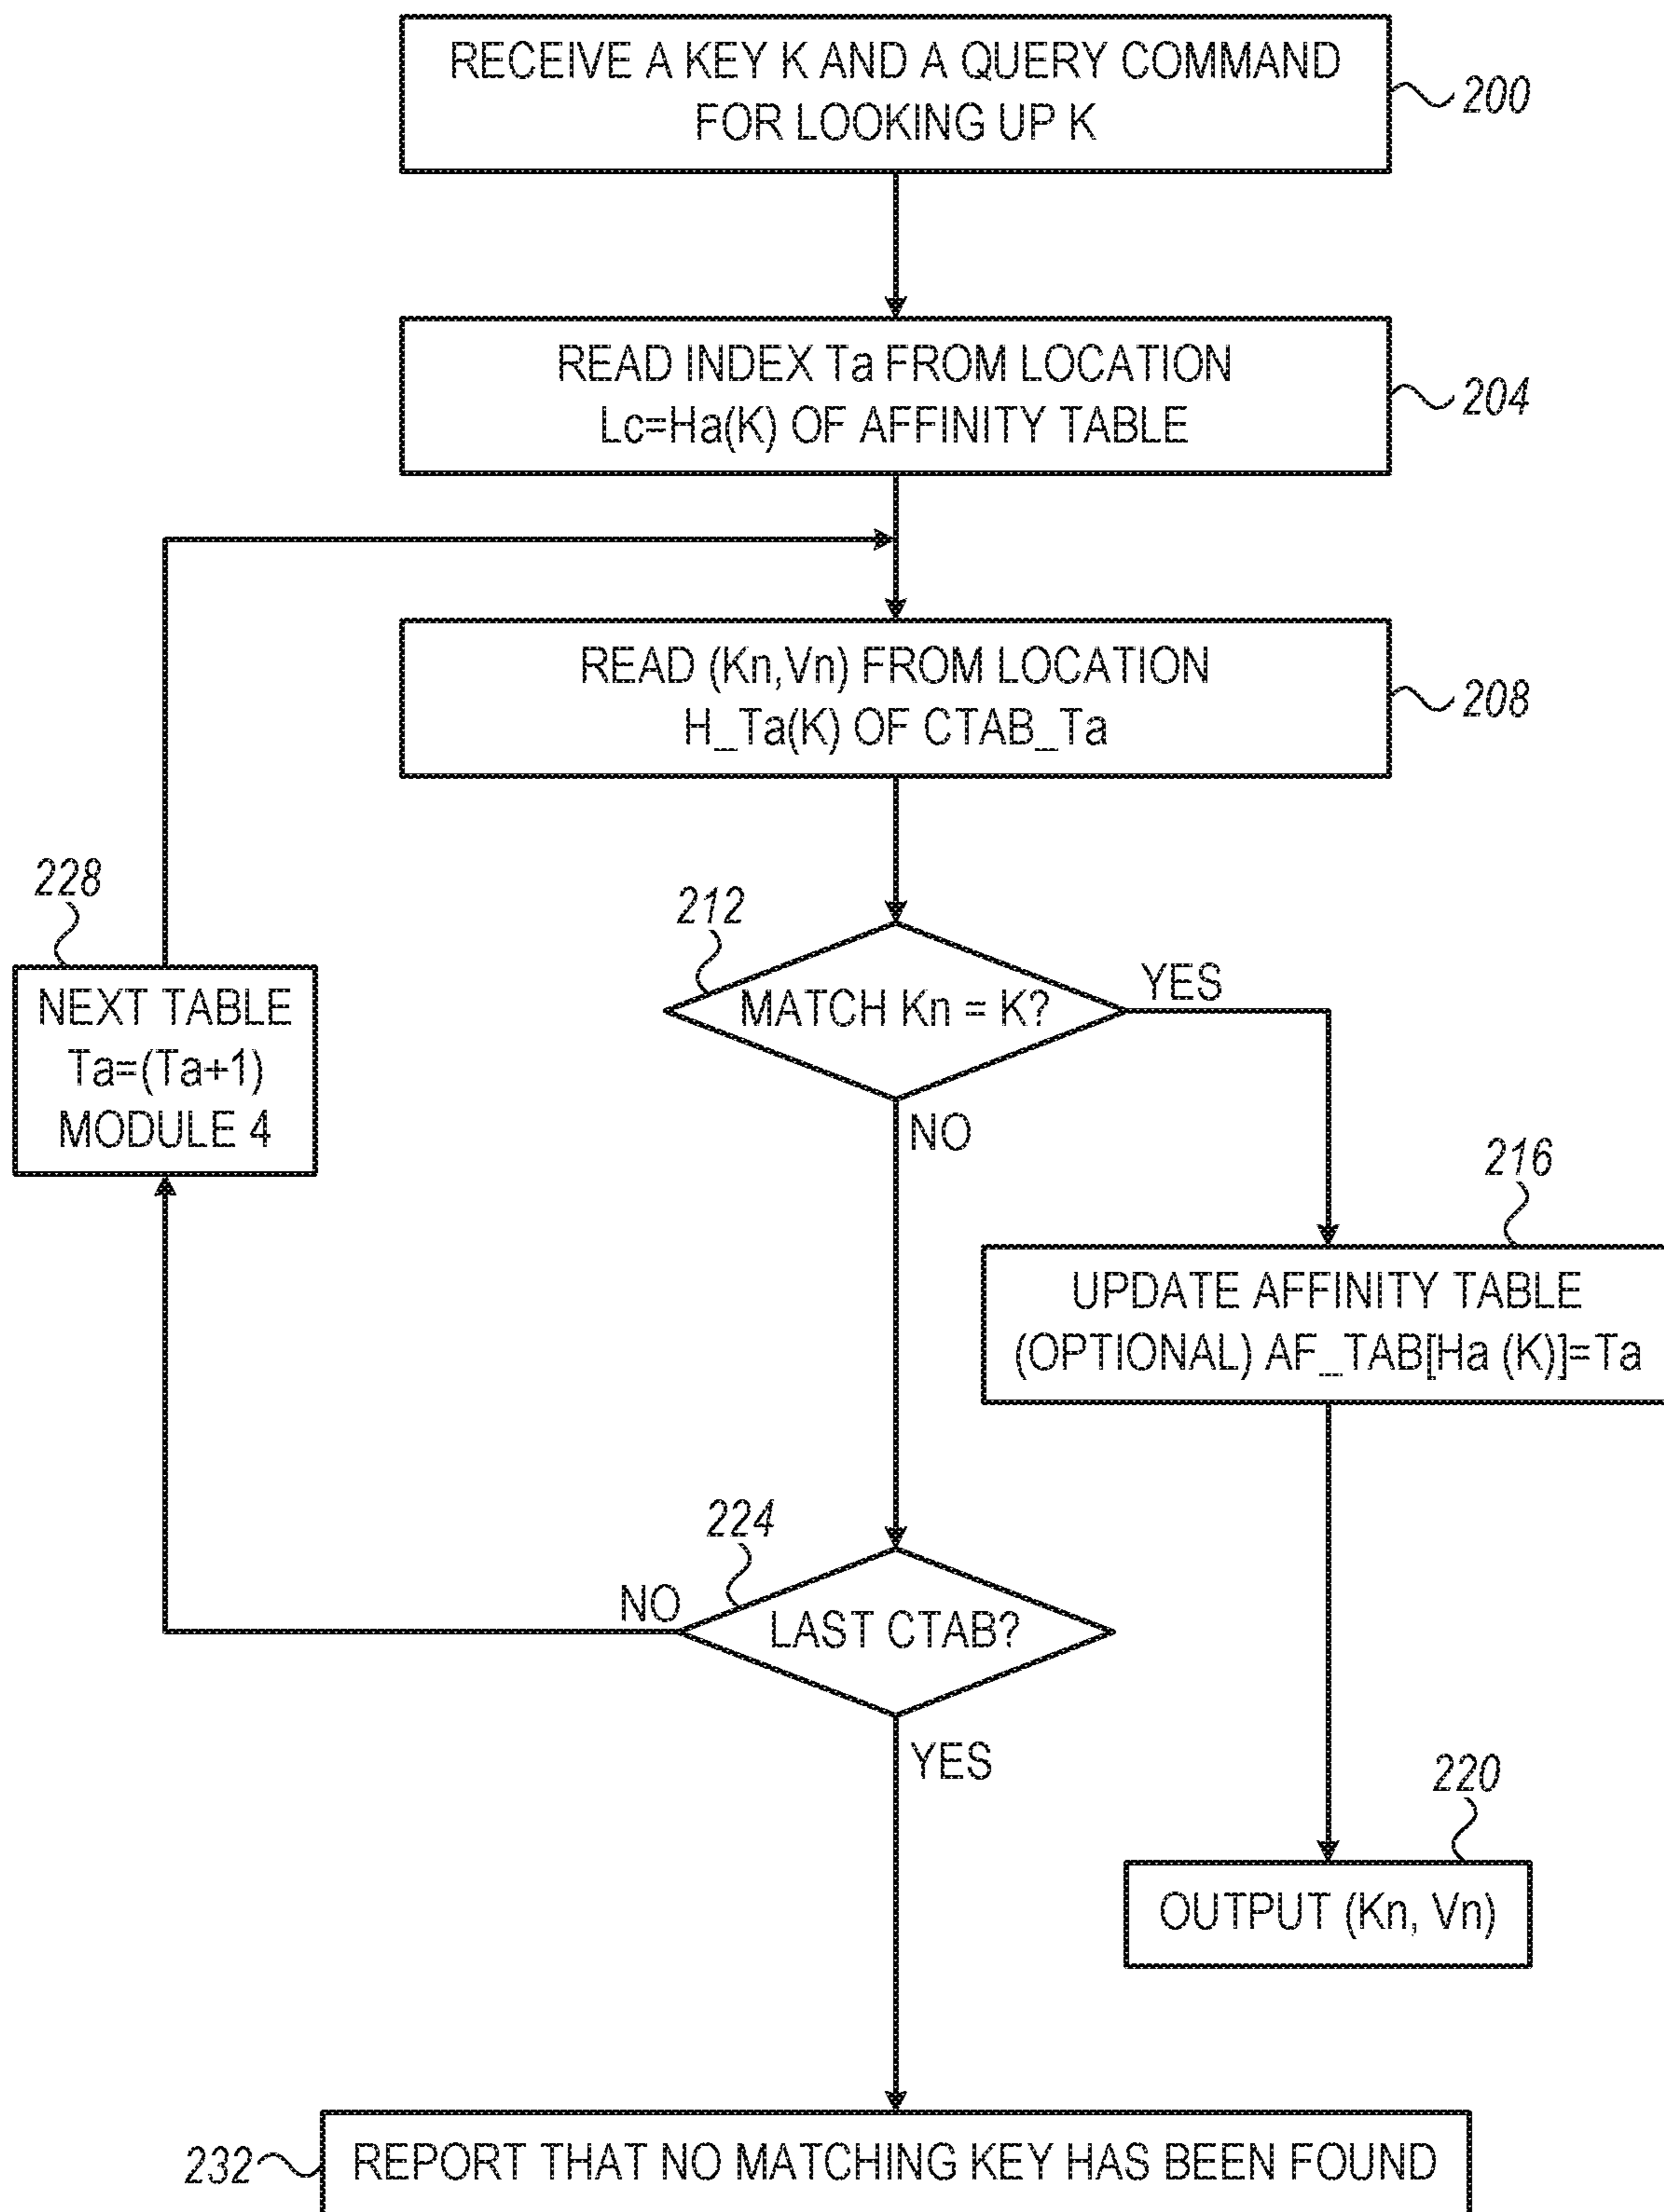 RECEIVE A KEY K AND A QUERY COMMAND
FOR LOOKING UP K
200
READ INDEX Ta FROM LOCATION
Lc=Ha(K) OF AFFINITY TABLE
204
READ (Kn,Vn) FROM LOCATION
H_Ta(K) OF CTAB_Ta
208
228
NEXT TABLE
Ta=(Ta+1)
MODULE 4
212
MATCH Kn = K?
YES
NO
216
UPDATE AFFINITY TABLE
(OPTIONAL) AF_TAB[Ha (K)]=Ta
224
NO
LAST CTAB?
YES
220
OUTPUT (Kn, Vn)
232
REPORT THAT NO MATCHING KEY HAS BEEN FOUND